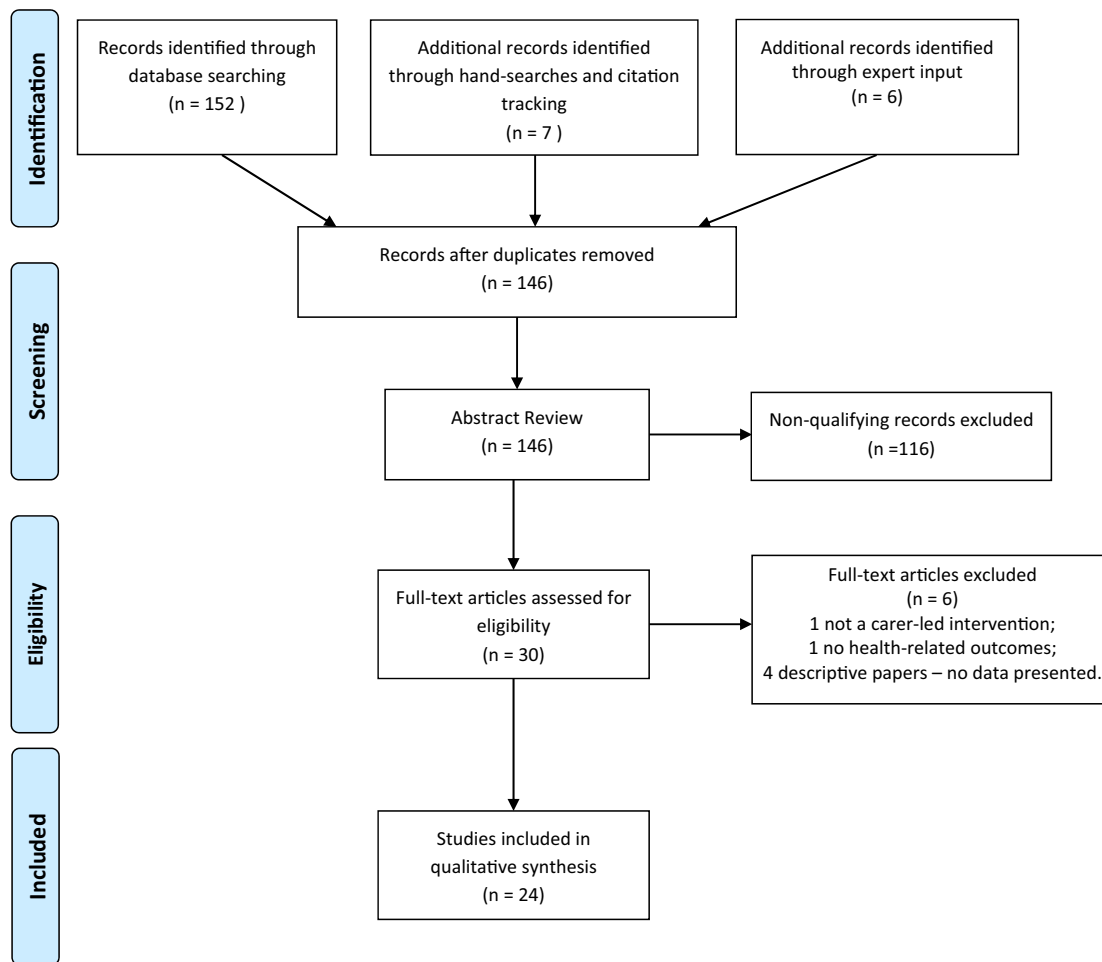 Identification
Records identified through
database searching
(n = 152 )
Additional records identified
through hand-searches and citation
tracking
(n = 7 )
Additional records identified
through expert input
(n = 6)
Records after duplicates removed
(n = 146)
Screening
Abstract Review
(n = 146)
Non-qualifying records excluded
(n =116)
Eligibility
Full-text articles assessed for
eligibility
(n = 30)
Full-text articles excluded
(n = 6)
1 not a carer-led intervention;
1 no health-related outcomes;
4 descriptive papers – no data presented.
Included
Studies included in
qualitative synthesis
(n = 24)